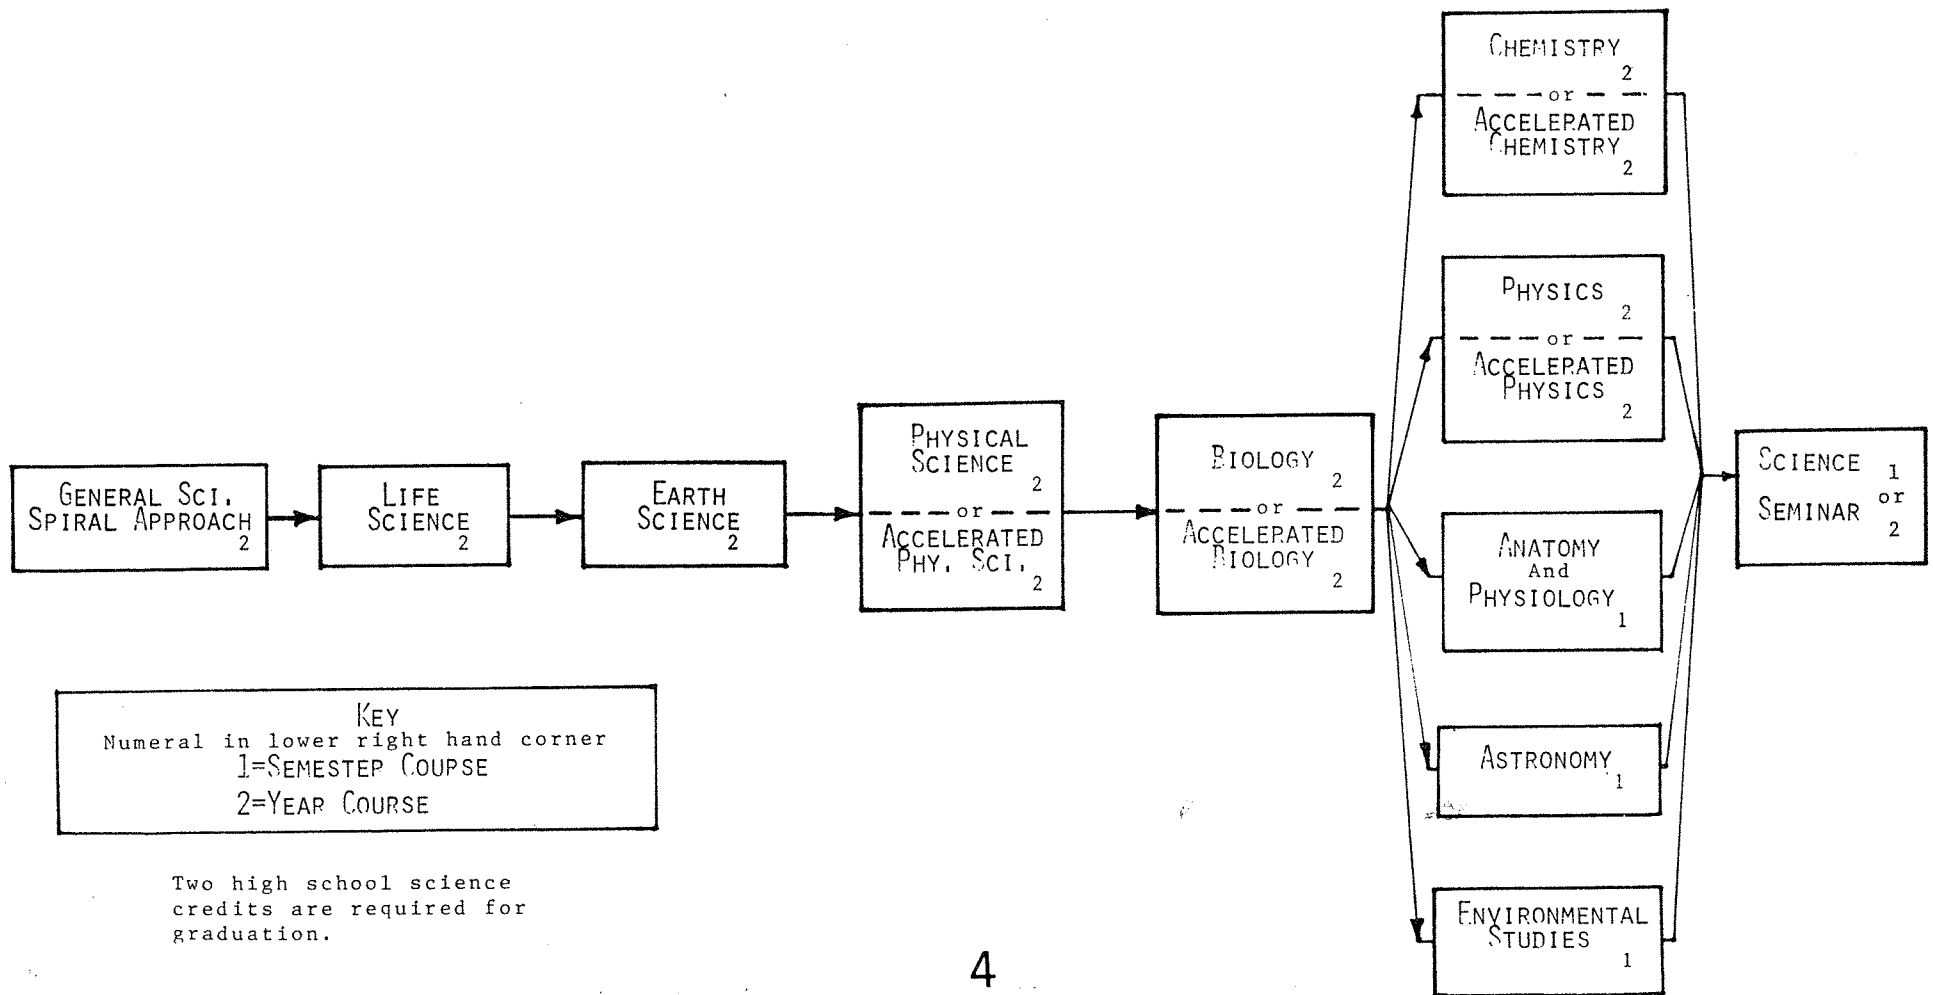 GENERAL SCI.
SPIRAL APPROACH
2
LIFE
SCIENCE
2
EARTH
SCIENCE
2
PHYSICAL
SCIENCE
2
or
ACCELERATED
PHY. SCI.
2
BIOLOGY
2
or
ACCELERATED
BIOLOGY
2
CHEMISTRY
2
or
ACCELERATED
CHEMISTRY
2
PHYSICS
2
or
ACCELERATED
PHYSICS
2
ANATOMY
And
PHYSIOLOGY
1
ASTRONOMY
1
ENVIRONMENTAL
STUDIES
1
SCIENCE 1
or
SEMINAR
2
KEY
Numeral in lower right hand corner
1=SEMESTER COURSE
2=YEAR COURSE
Two high school science
credits are required for
graduation.
4